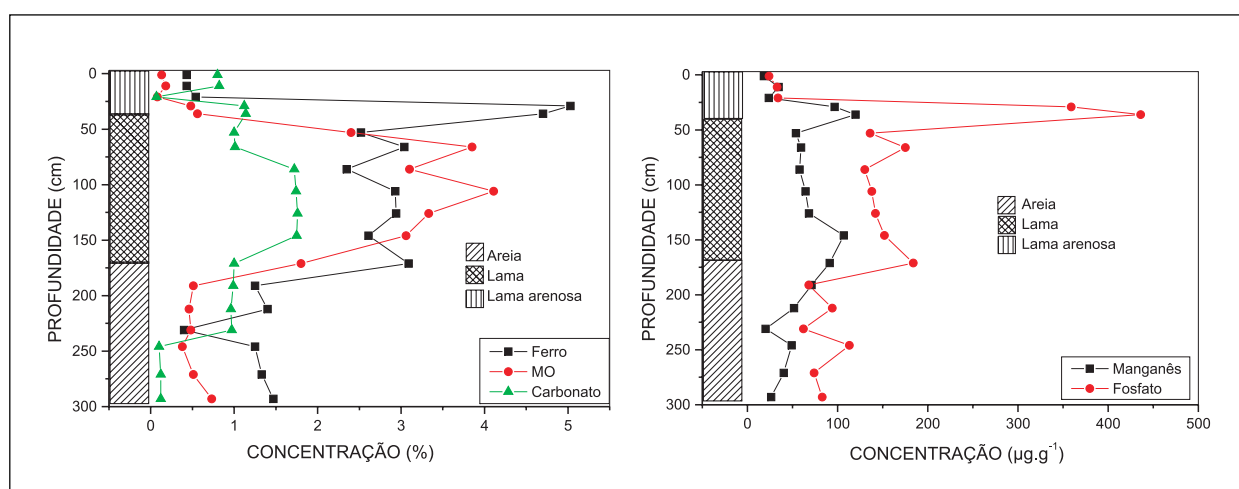 0
50
100
150
200
250
300
PROFUNDIDADE (cm)
Areia
Lama
Lama arenosa
Ferro
MO
Carbonato
0 1 2 3 4 5
CONCENTRAÇÃO (%)
0
50
100
150
200
250
300
PROFUNDIDADE (cm)
Areia
Lama
Lama arenosa
Manganês
Fosfato
0 100 200 300 400 500
CONCENTRAÇÃO (µg.g⁻¹)